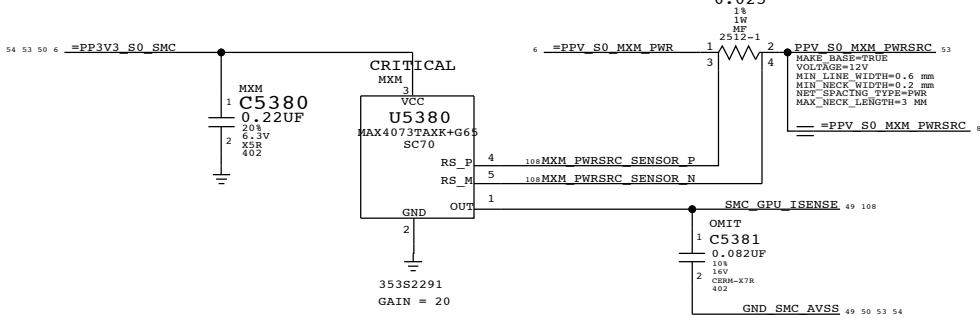 1%
1W
MF
2512-1
54 53 50 6 =PP3V3_S0_SMC
6 =PPV_S0_MXM_PWR 1 2 PPV_S0_MXM_PWRSRC 53
3 4
MAKE_BASE=TRUE
VOLTAGE=12V
MIN_LINE_WIDTH=0.6 mm
MIN_NECK_WIDTH=0.2 mm
NET_SPACING_TYPE=PWR
MAX_NECK_LENGTH=3 MM
=PPV_S0_MXM_PWRSRC
CRITICAL
MXM
3
VCC
U5380
MAX4073TAXK+G65
SC70
MXM
1 C5380
0.22UF
20%
2 6.3V
X5R
402
RS_P 4 108 MXM_PWRSRC_SENSOR_P
RS_M 5 108 MXM_PWRSRC_SENSOR_N
OUT 1 SMC_GPU_ISENSE 49 108
GND
2
353S2291
GAIN = 20
OMIT
1 C5381
0.082UF
10%
16V
2 CERM-X7R
402
GND_SMC_AVSS 49 50 53 54